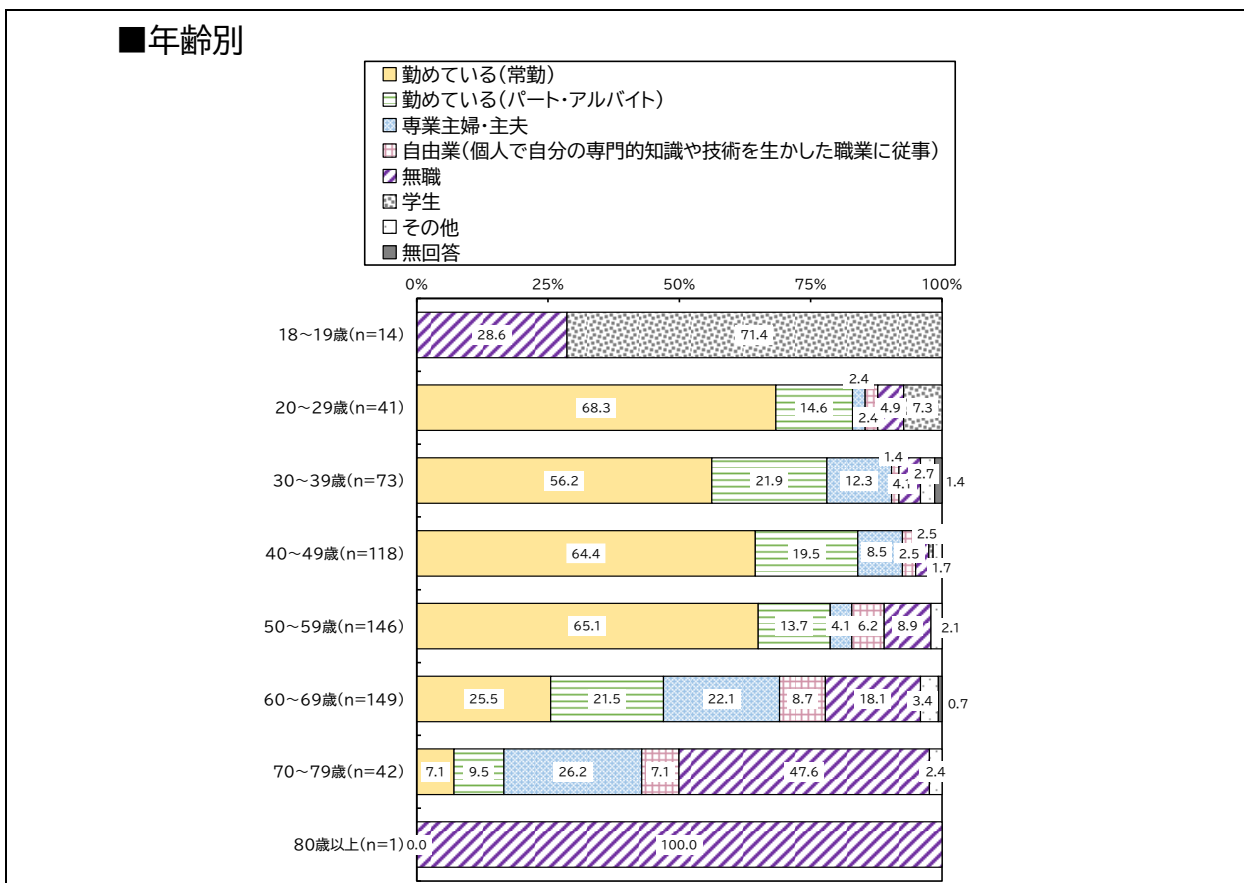 ■年齢別
勤めている(常勤)
勤めている(パート・アルバイト)
専業主婦・主夫
自由業(個人で自分の専門的知識や技術を生かした職業に従事)
無職
学生
その他
無回答
0% 25% 50% 75% 100%
18~19歳(n=14) 28.6 71.4
2.4
20~29歳(n=41) 68.3 14.6 2.4 4.9 7.3
1.4
30~39歳(n=73) 56.2 21.9 12.3 4.1 2.7 1.4
2.5
40~49歳(n=118) 64.4 19.5 8.5 2.5 1.7
50~59歳(n=146) 65.1 13.7 4.1 6.2 8.9 2.1
60~69歳(n=149) 25.5 21.5 22.1 8.7 18.1 3.4 0.7
70~79歳(n=42) 7.1 9.5 26.2 7.1 47.6 2.4
80歳以上(n=1) 0.0 100.0